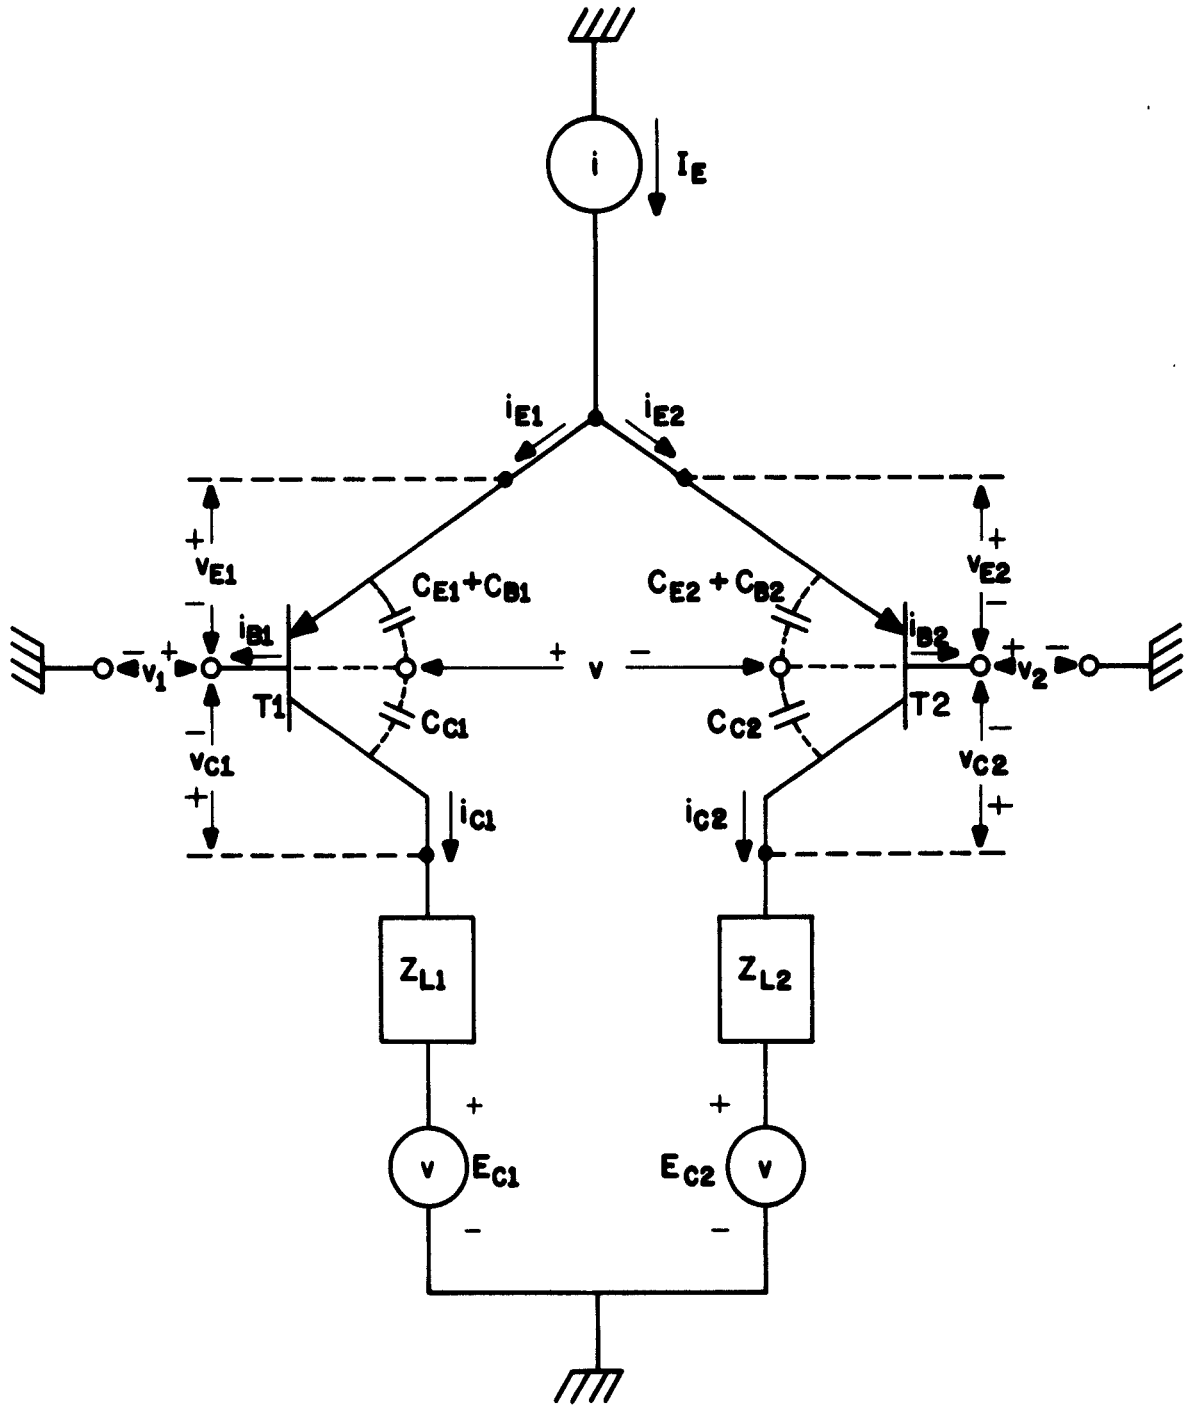 i
I_E
i_E1 i_E2
+ +
v_E1 v_E2
− −
C_E1 + C_B1 C_E2 + C_B2
i_B1 i_B2
− v_1 + + v − + v_2 −
T1 T2
C_C1 C_C2
− −
v_C1 v_C2
+ +
i_C1 i_C2
Z_L1 Z_L2
+ +
v E_C1 E_C2 v
− −